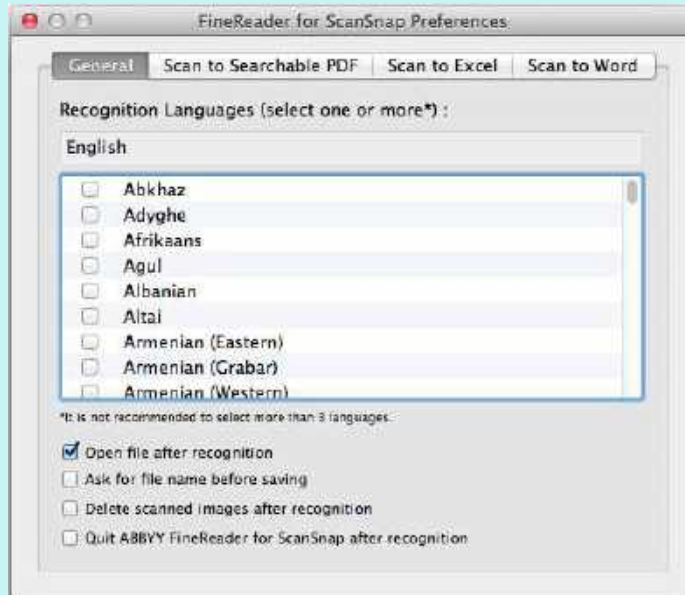 FineReader for ScanSnap Preferences
General Scan to Searchable PDF Scan to Excel Scan to Word
Recognition Languages (select one or more*) :
English
Abkhaz
Adyghe
Afrikaans
Agul
Albanian
Altai
Armenian (Eastern)
Armenian (Grabar)
Armenian (Western)
*It is not recommended to select more than 3 languages.
Open file after recognition
Ask for file name before saving
Delete scanned images after recognition
Quit ABBYY FineReader for ScanSnap after recognition